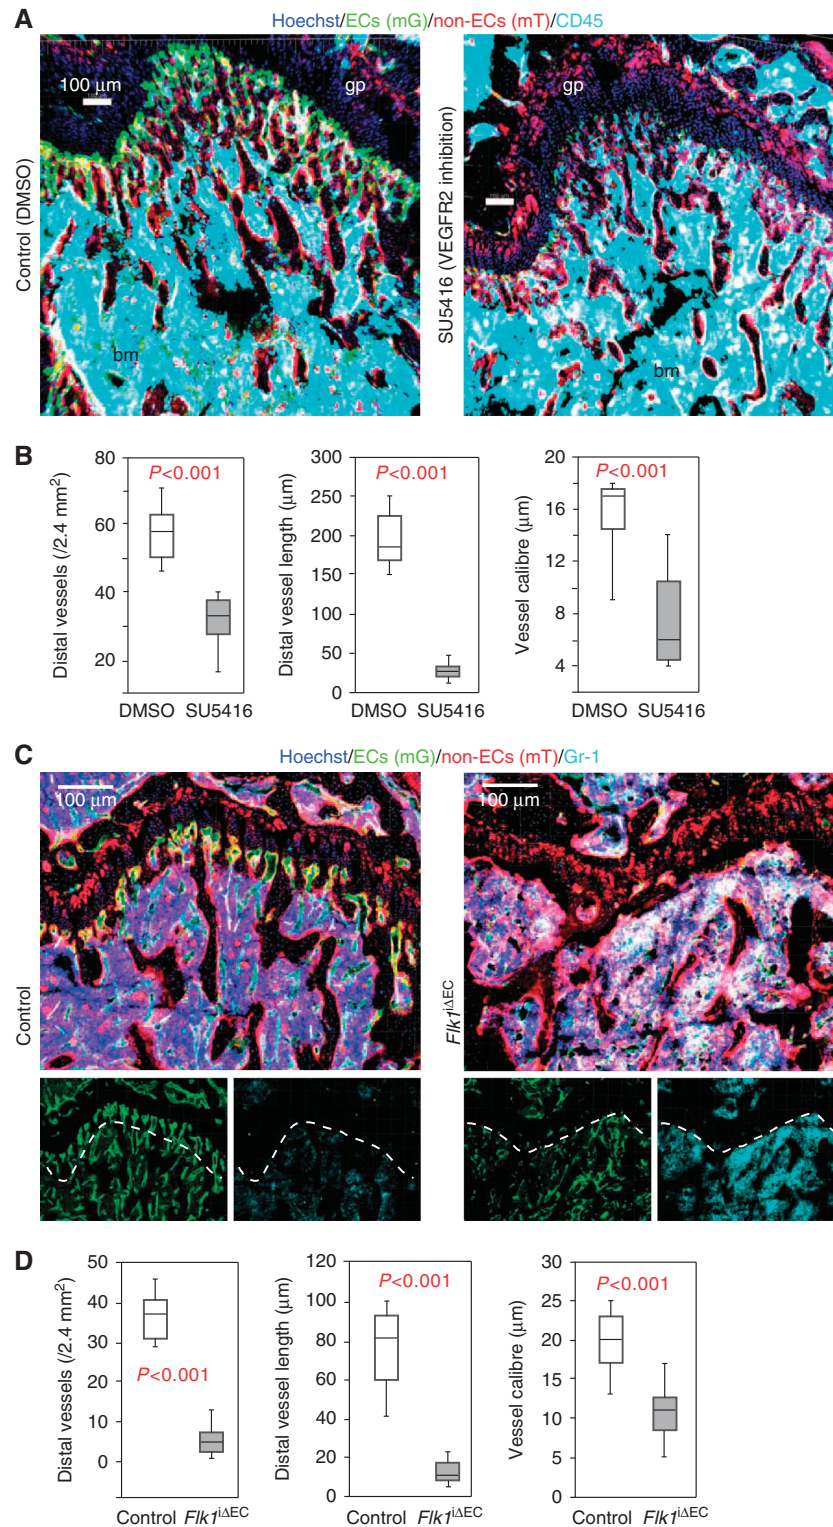 A
Hoechst/ECs (mG)/non-ECs (mT)/CD45
Control (DMSO)
100 μm
gp
bm
SU5416 (VEGFR2 inhibition)
gp
bm
B
Distal vessels (/2.4 mm²)
80
60
40
20
P<0.001
DMSO SU5416
Distal vessel length (μm)
300
250
200
150
100
50
0
P<0.001
DMSO SU5416
Vessel calibre (μm)
20
16
12
8
4
P<0.001
DMSO SU5416
C
Hoechst/ECs (mG)/non-ECs (mT)/Gr-1
Control
100 μm
Flk1iΔEC
100 μm
D
Distal vessels (/2.4 mm²)
50
40
30
20
10
0
P<0.001
Control Flk1iΔEC
Distal vessel length (μm)
120
100
80
60
40
20
0
P<0.001
Control Flk1iΔEC
Vessel calibre (μm)
30
25
20
15
10
5
0
P<0.001
Control Flk1iΔEC